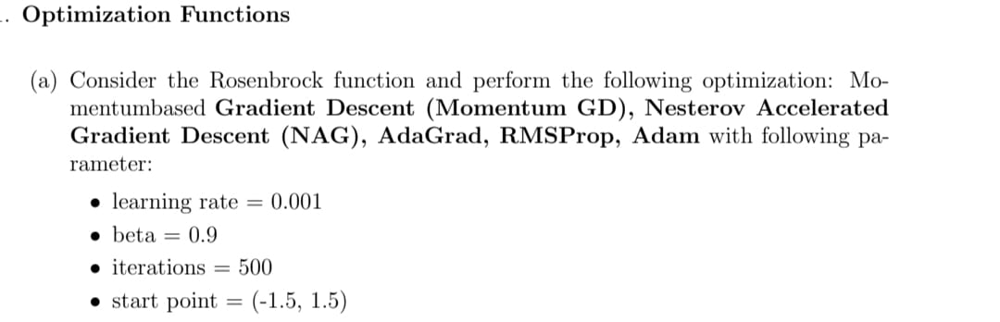 . Optimization Functions
(a) Consider the Rosenbrock function and perform the following optimization: Mo-
mentumbased Gradient Descent (Momentum GD), Nesterov Accelerated
Gradient Descent (NAG), AdaGrad, RMSProp, Adam with following pa-
rameter:
• learning rate = 0.001
• beta = 0.9
• iterations = 500
• start point = (-1.5, 1.5)